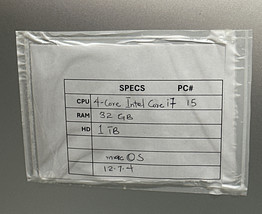 SPECS PC#
CPU 4-Core Intel Core i7 15
RAM 32 GB
HD 1 TB
macOS
12.7.4